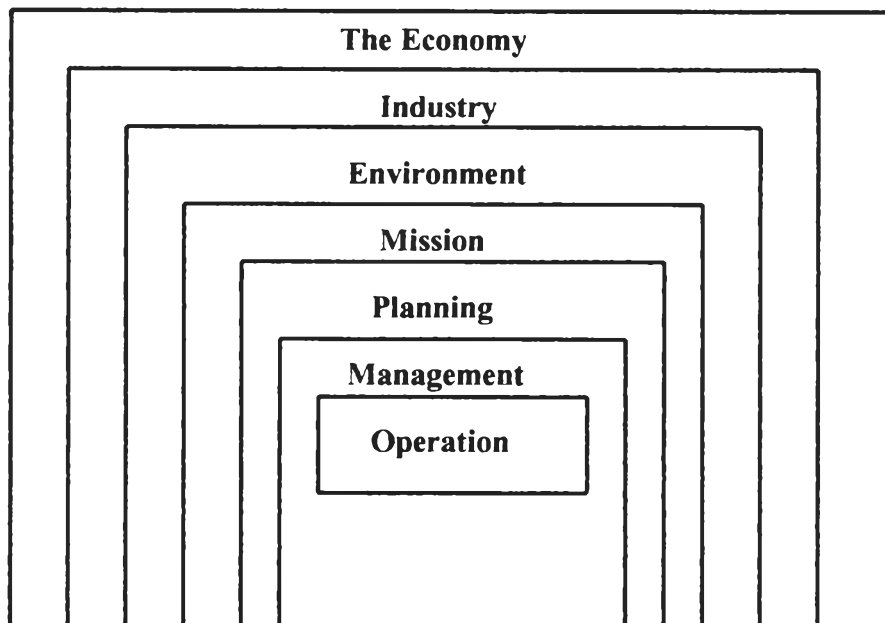 The Economy
Industry
Environment
Mission
Planning
Management
Operation